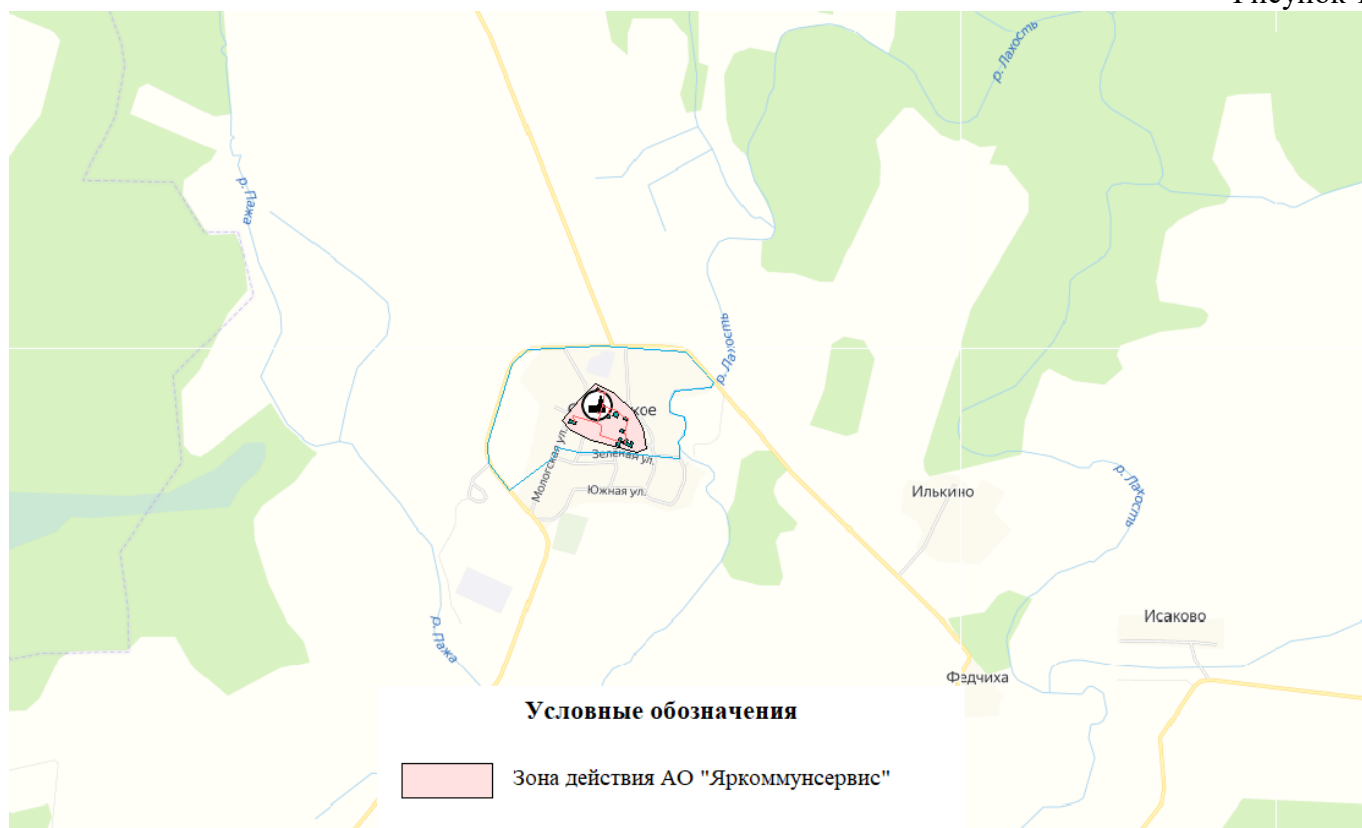 р. Лахость
р. Пажа
р. Лахость
Мологская ул.
Зеленая ул.
Южная ул.
Илькино
р. Лахость
Исаково
р. Пажа
Федчиха
Условные обозначения
Зона действия АО "Яркоммунсервис"